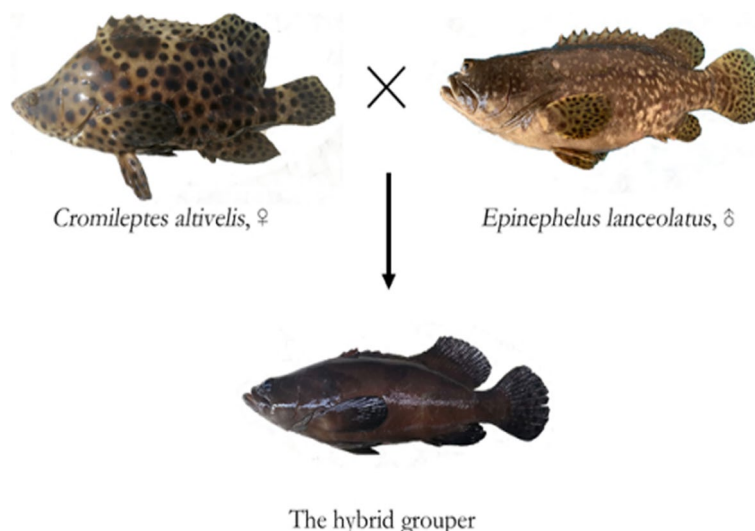 Cromileptes altivelis, ♀
Epinephelus lanceolatus, ♂
The hybrid grouper